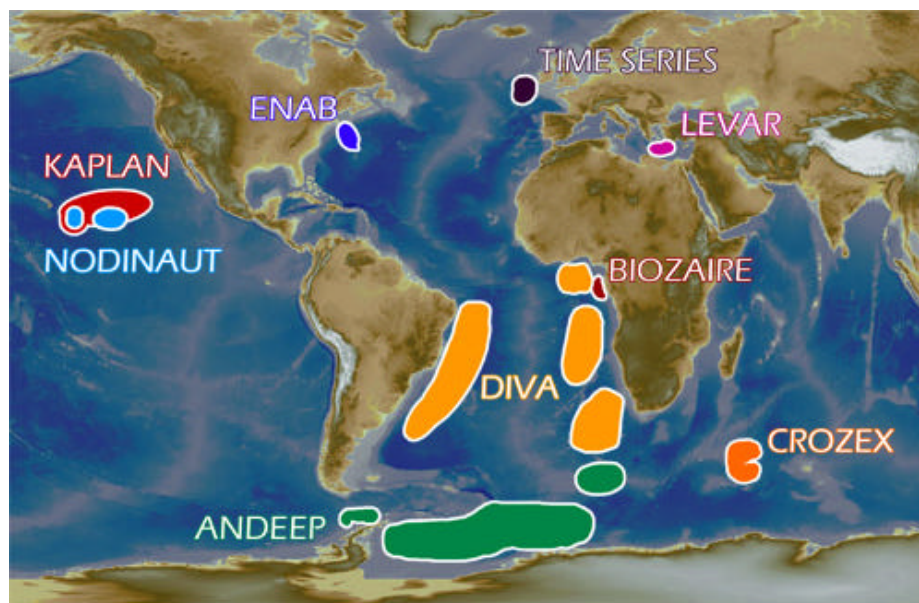 TIME SERIES
ENAB
LEVAR
KAPLAN
NODINAUT
BIOZAIRE
DIVA
CROZEX
ANDEEP